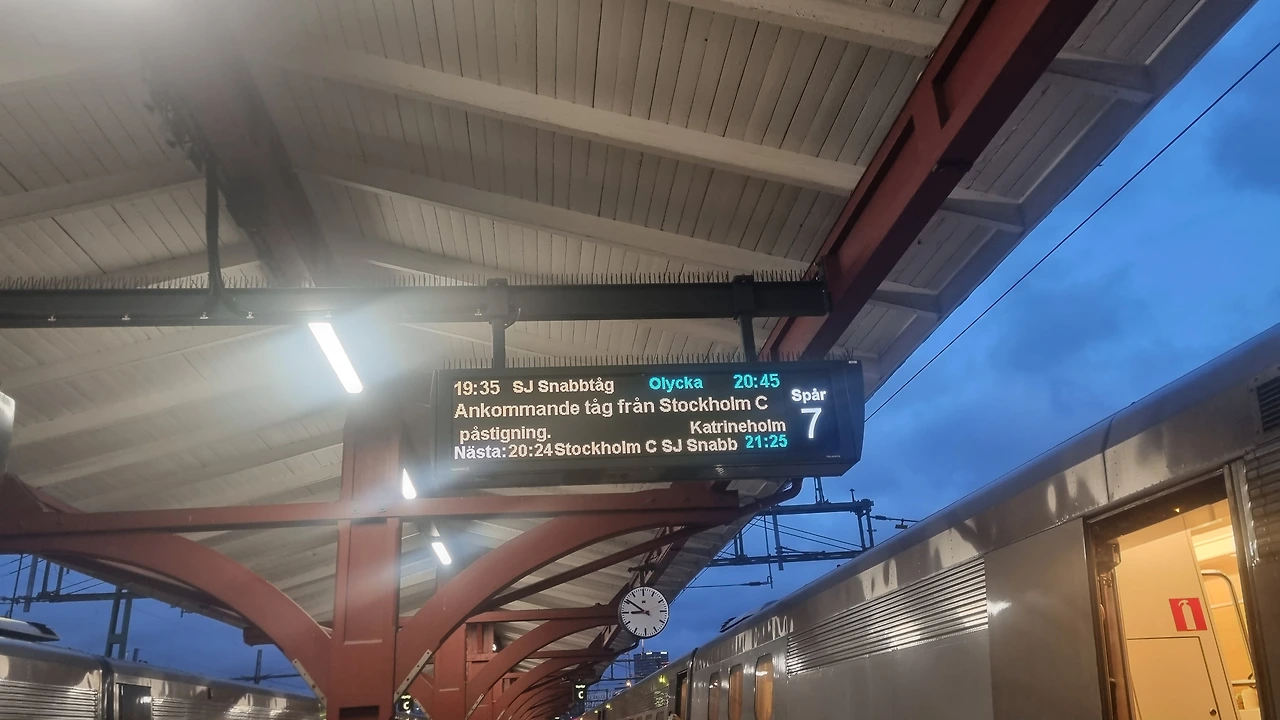 19:35 SJ Snabbtåg Olycka 20:45
Ankommande tåg från Stockholm C
påstigning. Katrineholm
Nästa: 20:24 Stockholm C SJ Snabb 21:25
Spår
7
C
C